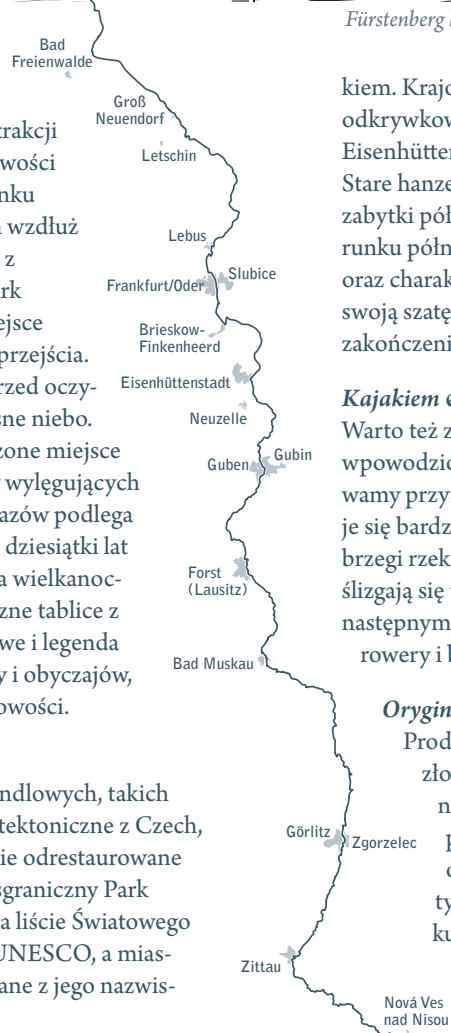 Fürstenberg
Bad
Freienwalde
Groß
Neuendorf
Letschin
Lebus
Slubice
Frankfurt/Oder
Brieskow-
Finkenheerd
Eisenhüttenstadt
Neuzelle
Gubin
Guben
Forst
(Lausitz)
Bad Muskau
Görlitz
Zgorzelec
Zittau
Nová Ves
nad Nisou
trakcji
wości
nku
wzdłuż
z
rk
ejsce
przejścia.
rzed oczy-
sne niebo.
zone miejsce
wylęgujących
azów podlega
dziesiątki lat
a wielkanoc-
zne tablice z
we i legenda
y i obyczajów,
owości.
ndlowych, takich
tektoniczne z Czech,
ie odrestaurowane
sgraniczny Park
a liście Światowego
UNESCO, a mias-
ane z jego nazwis-
kiem. Krajo
odkrywkow
Eisenhütten
Stare hanze
zabytki pół
runku półn
oraz charak
swoją szatę
zakończeni
Kajakiem
Warto też z
wpowodzio
wamy przy
je się bardz
brzegi rzek
ślizgają się
następnym
rowery i
Orygin
Prod
zło
n
ty
ku